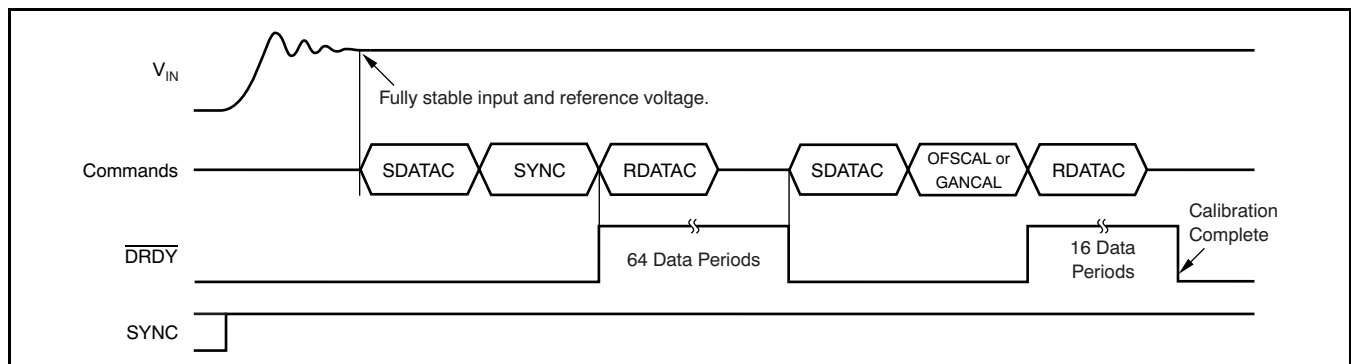 V_IN
Fully stable input and reference voltage.
Commands
SDATAC
SYNC
RDATAC
SDATAC
OFSCAL or
GANCAL
RDATAC
Calibration
Complete
DRDY
64 Data Periods
16 Data
Periods
SYNC